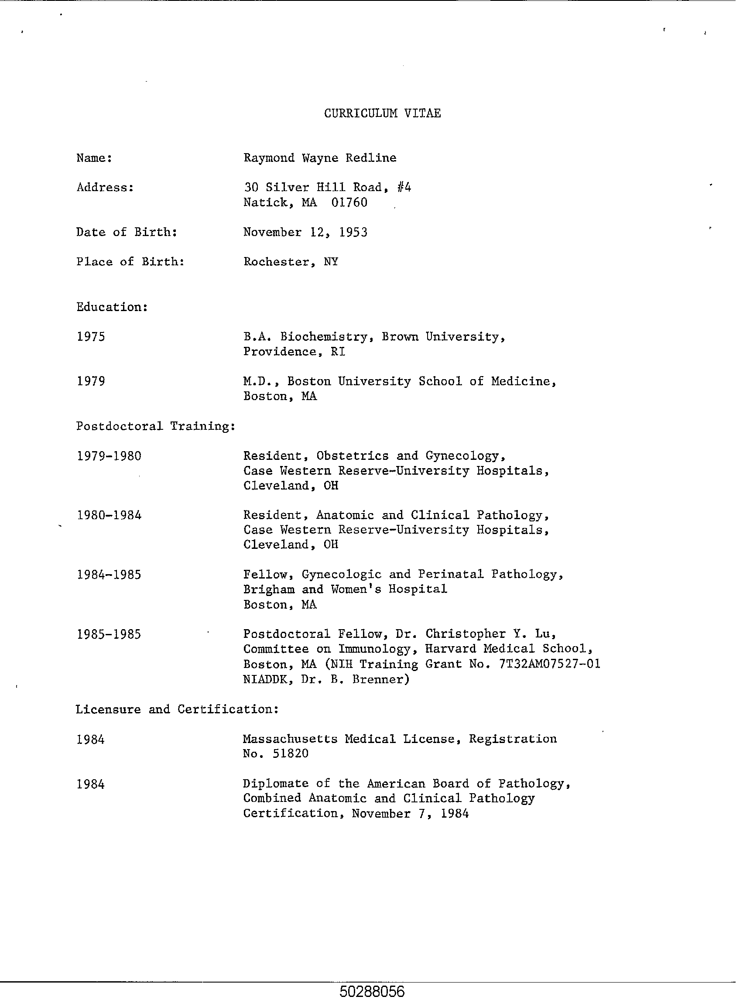 CURRICULUM VITAE
Name: Raymond Wayne Redline
Address: 30 Silver Hill Road, #4
Natick, MA 01760
Date of Birth: November 12, 1953
Place of Birth: Rochester, NY
Education:
1975 B.A. Biochemistry, Brown University,
Providence, RI
1979 M.D., Boston University School of Medicine,
Boston, MA
Postdoctoral Training:
1979-1980 Resident, Obstetrics and Gynecology,
Case Western Reserve-University Hospitals,
Cleveland, OH
1980-1984 Resident, Anatomic and Clinical Pathology,
Case Western Reserve-University Hospitals,
Cleveland, OH
1984-1985 Fellow, Gynecologic and Perinatal Pathology,
Brigham and Women's Hospital
Boston, MA
1985-1985 Postdoctoral Fellow, Dr. Christopher Y. Lu,
Committee on Immunology, Harvard Medical School,
Boston, MA (NIH Training Grant No. 7T32AM07527-01
NIADDK, Dr. B. Brenner)
Licensure and Certification:
1984 Massachusetts Medical License, Registration
No. 51820
1984 Diplomate of the American Board of Pathology,
Combined Anatomic and Clinical Pathology
Certification, November 7, 1984
50288056